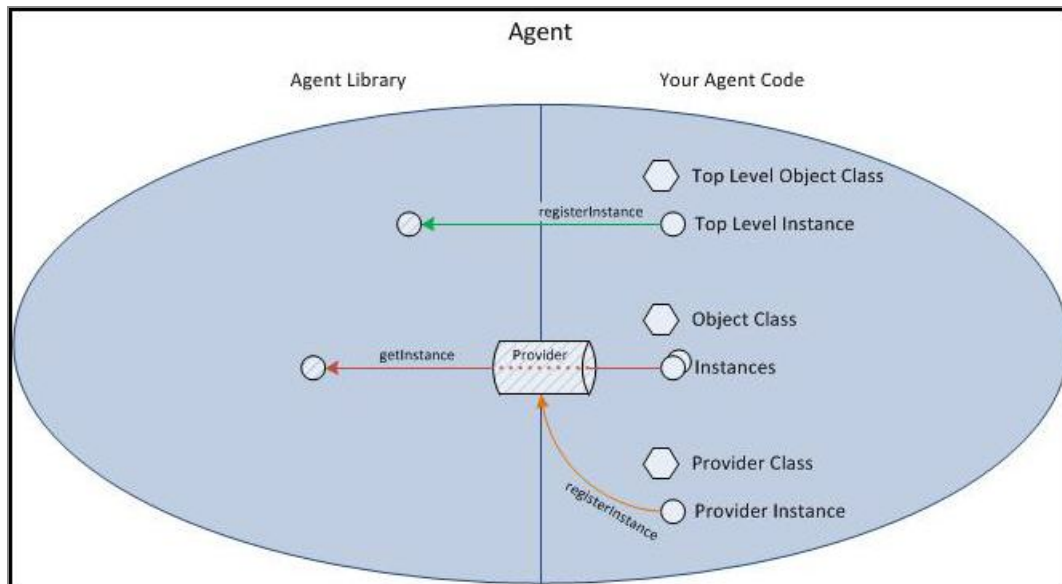 Agent
Agent Library
Your Agent Code
Top Level Object Class
registerInstance
Top Level Instance
Object Class
getInstance
Provider
Instances
Provider Class
registerInstance
Provider Instance